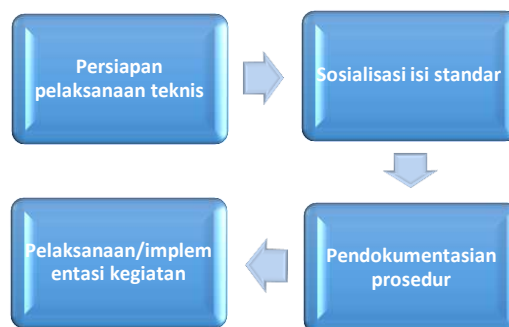 Persiapan
pelaksanaan teknis
Sosialisasi isi standar
Pendokumentasian
prosedur
Pelaksanaan/implem
entasi kegiatan